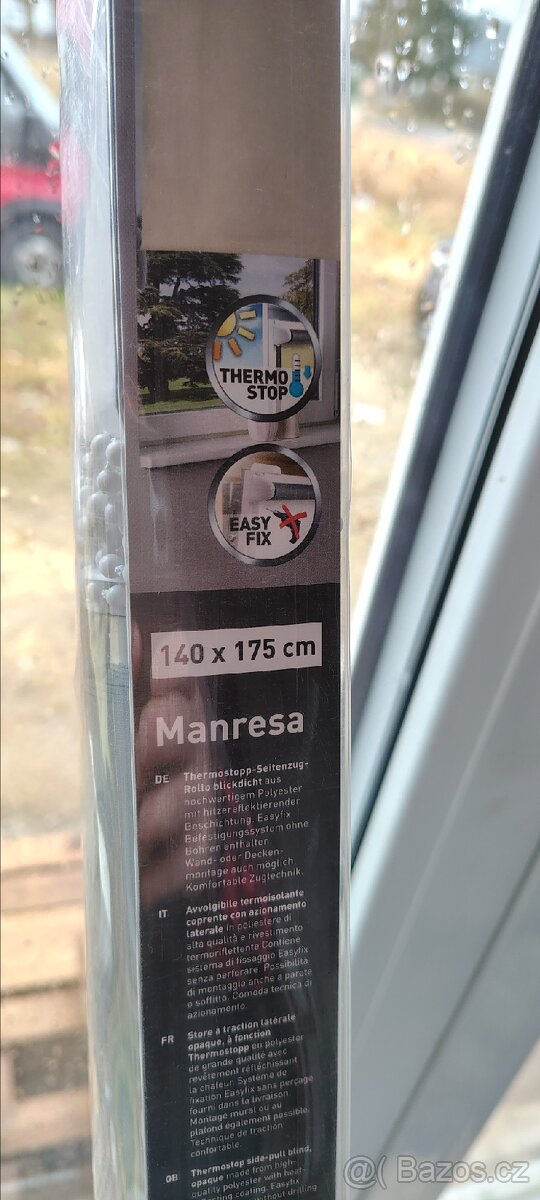 THERMO
STOP
EASY
FIX
140 x 175 cm
Manresa
DE Thermostopp-Seitenzug-
Rollo blickdicht aus
hochwertigem Polyester
mit hitzereflektierender
Beschichtung. Easyfix
Befestigungssystem ohne
Bohren enthalten.
Wand- oder Decken-
montage auch möglich.
Komfortable Zugtechnik.
IT Avvolgibile termoisolante
coprente con azionamento
laterale in poliestere di
alta qualità e rivestimento
termoriflettente. Contiene
sistema di fissaggio Easyfix
senza perforare. Possibilità
di montaggio anche a parete
o soffitto. Comoda tecnica di
azionamento.
FR Store à traction latérale
opaque, à fonction
Thermostopp en polyester
de grande qualité avec
revêtement réfléchissant
la chaleur. Système de
fixation Easyfix sans perçage
fourni dans la livraison.
Montage mural ou au
plafond également possible.
Technique de traction
confortable.
GB Thermostop side-pull blind,
opaque made from high-
quality polyester with heat-
coating. Easyfix
without drilling
@( Bazoš.cz